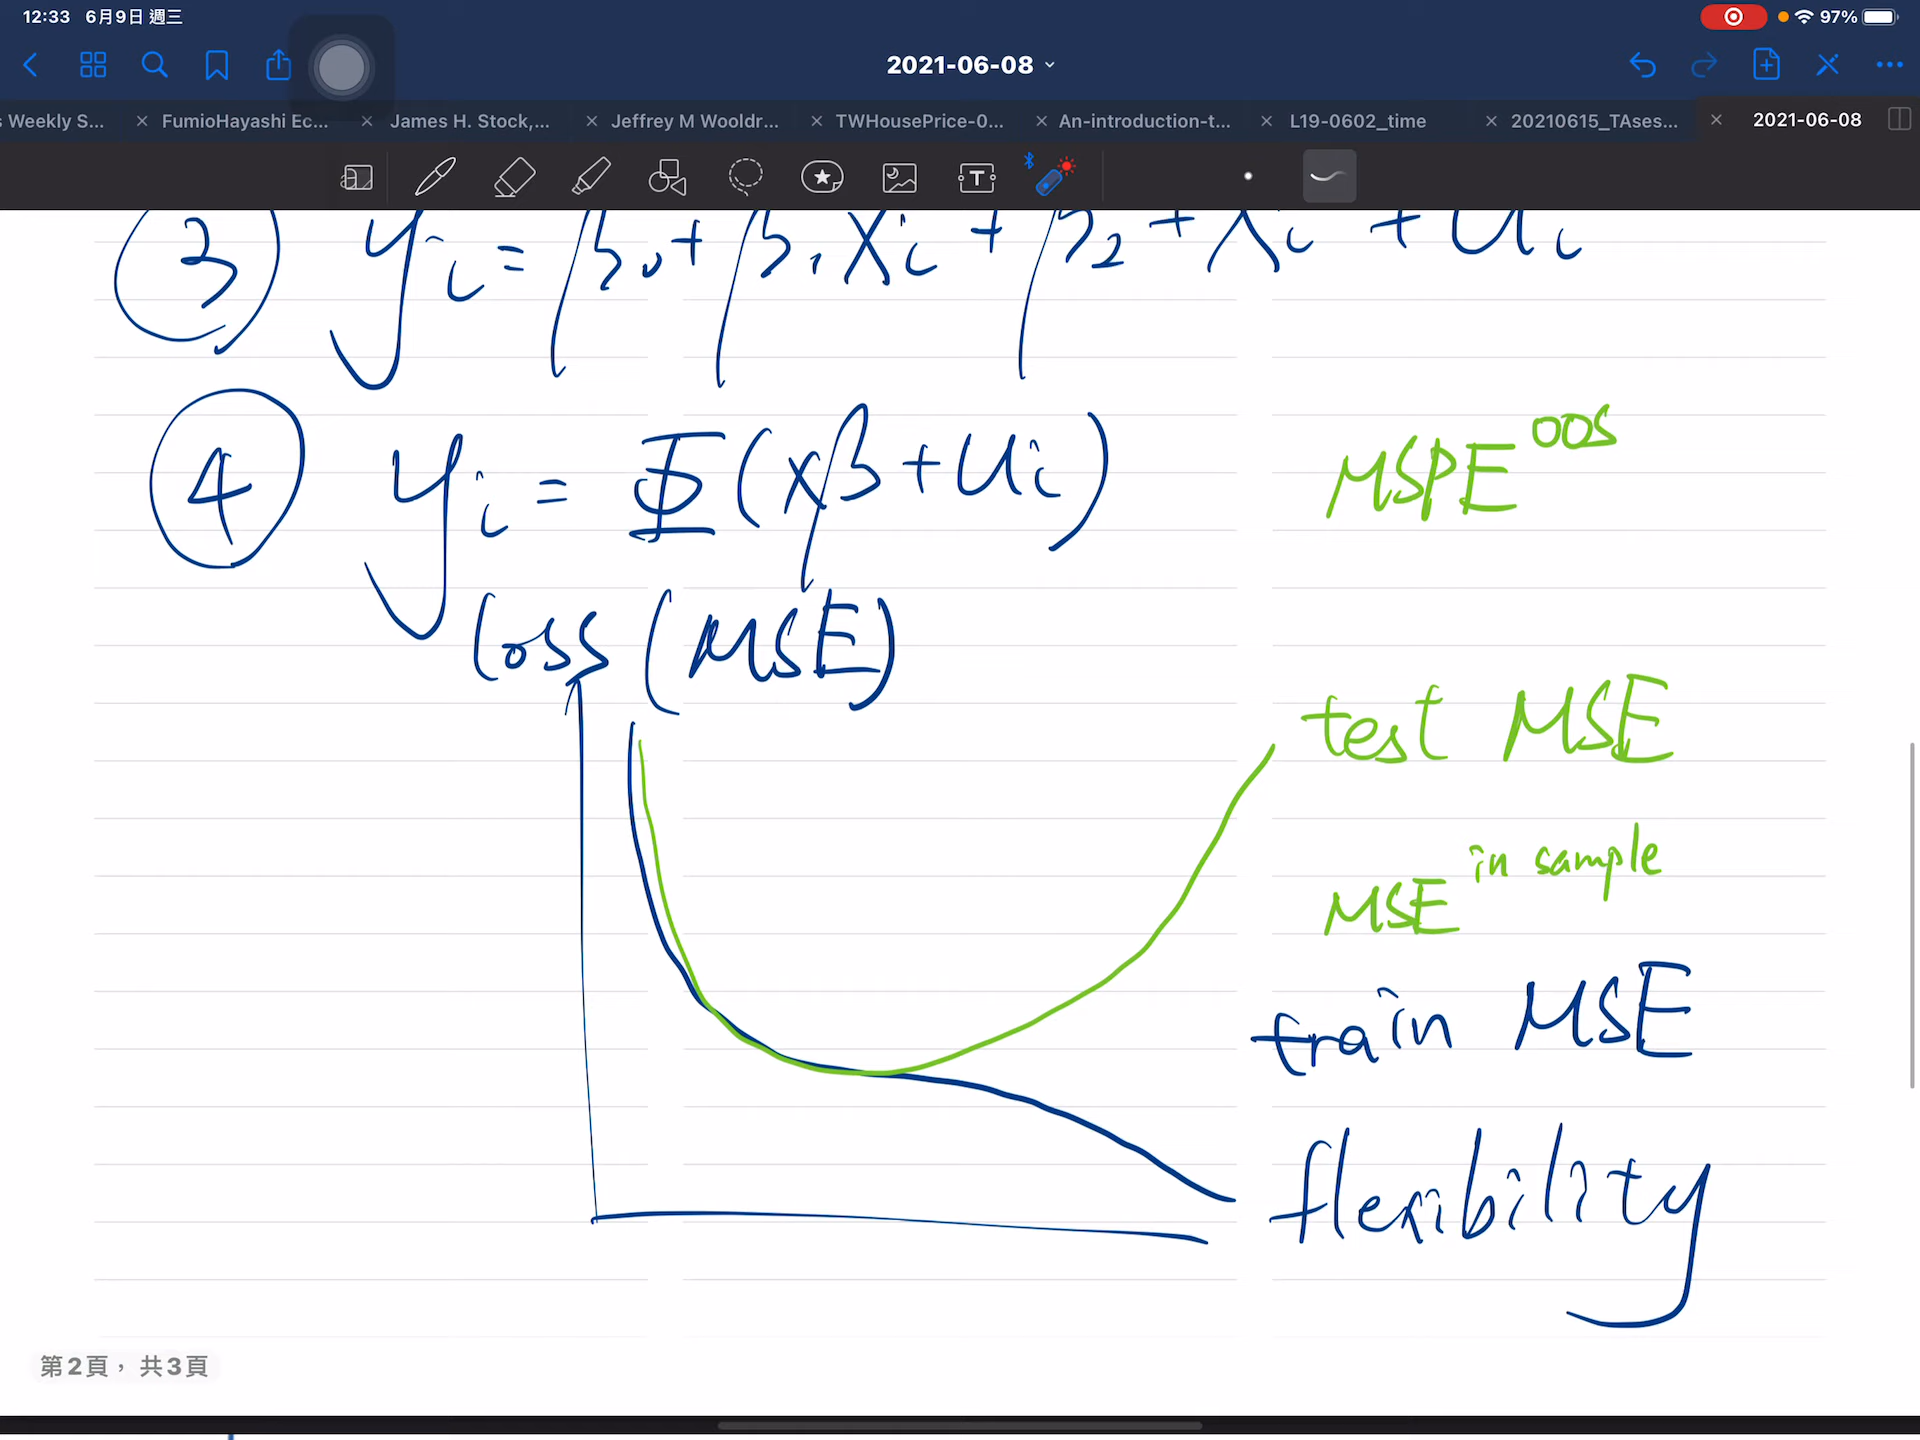 12:33 6月9日 週三
97%
2021-06-08
s Weekly S... × FumioHayashi Ec... × James H. Stock,... × Jeffrey M Wooldr... × TWHousePrice-0... × An-introduction-t... × L19-0602_time × 20210615_TAses... × 2021-06-08
T
③ yᵢ = β₀ + β₁Xᵢ + β₂ + Xᵢ + Uᵢ
④ yᵢ = Φ(xβ + Uᵢ)
MSPE^OOS
loss (MSE)
test MSE
MSE^in sample
train MSE
flexibility
第2頁， 共3頁